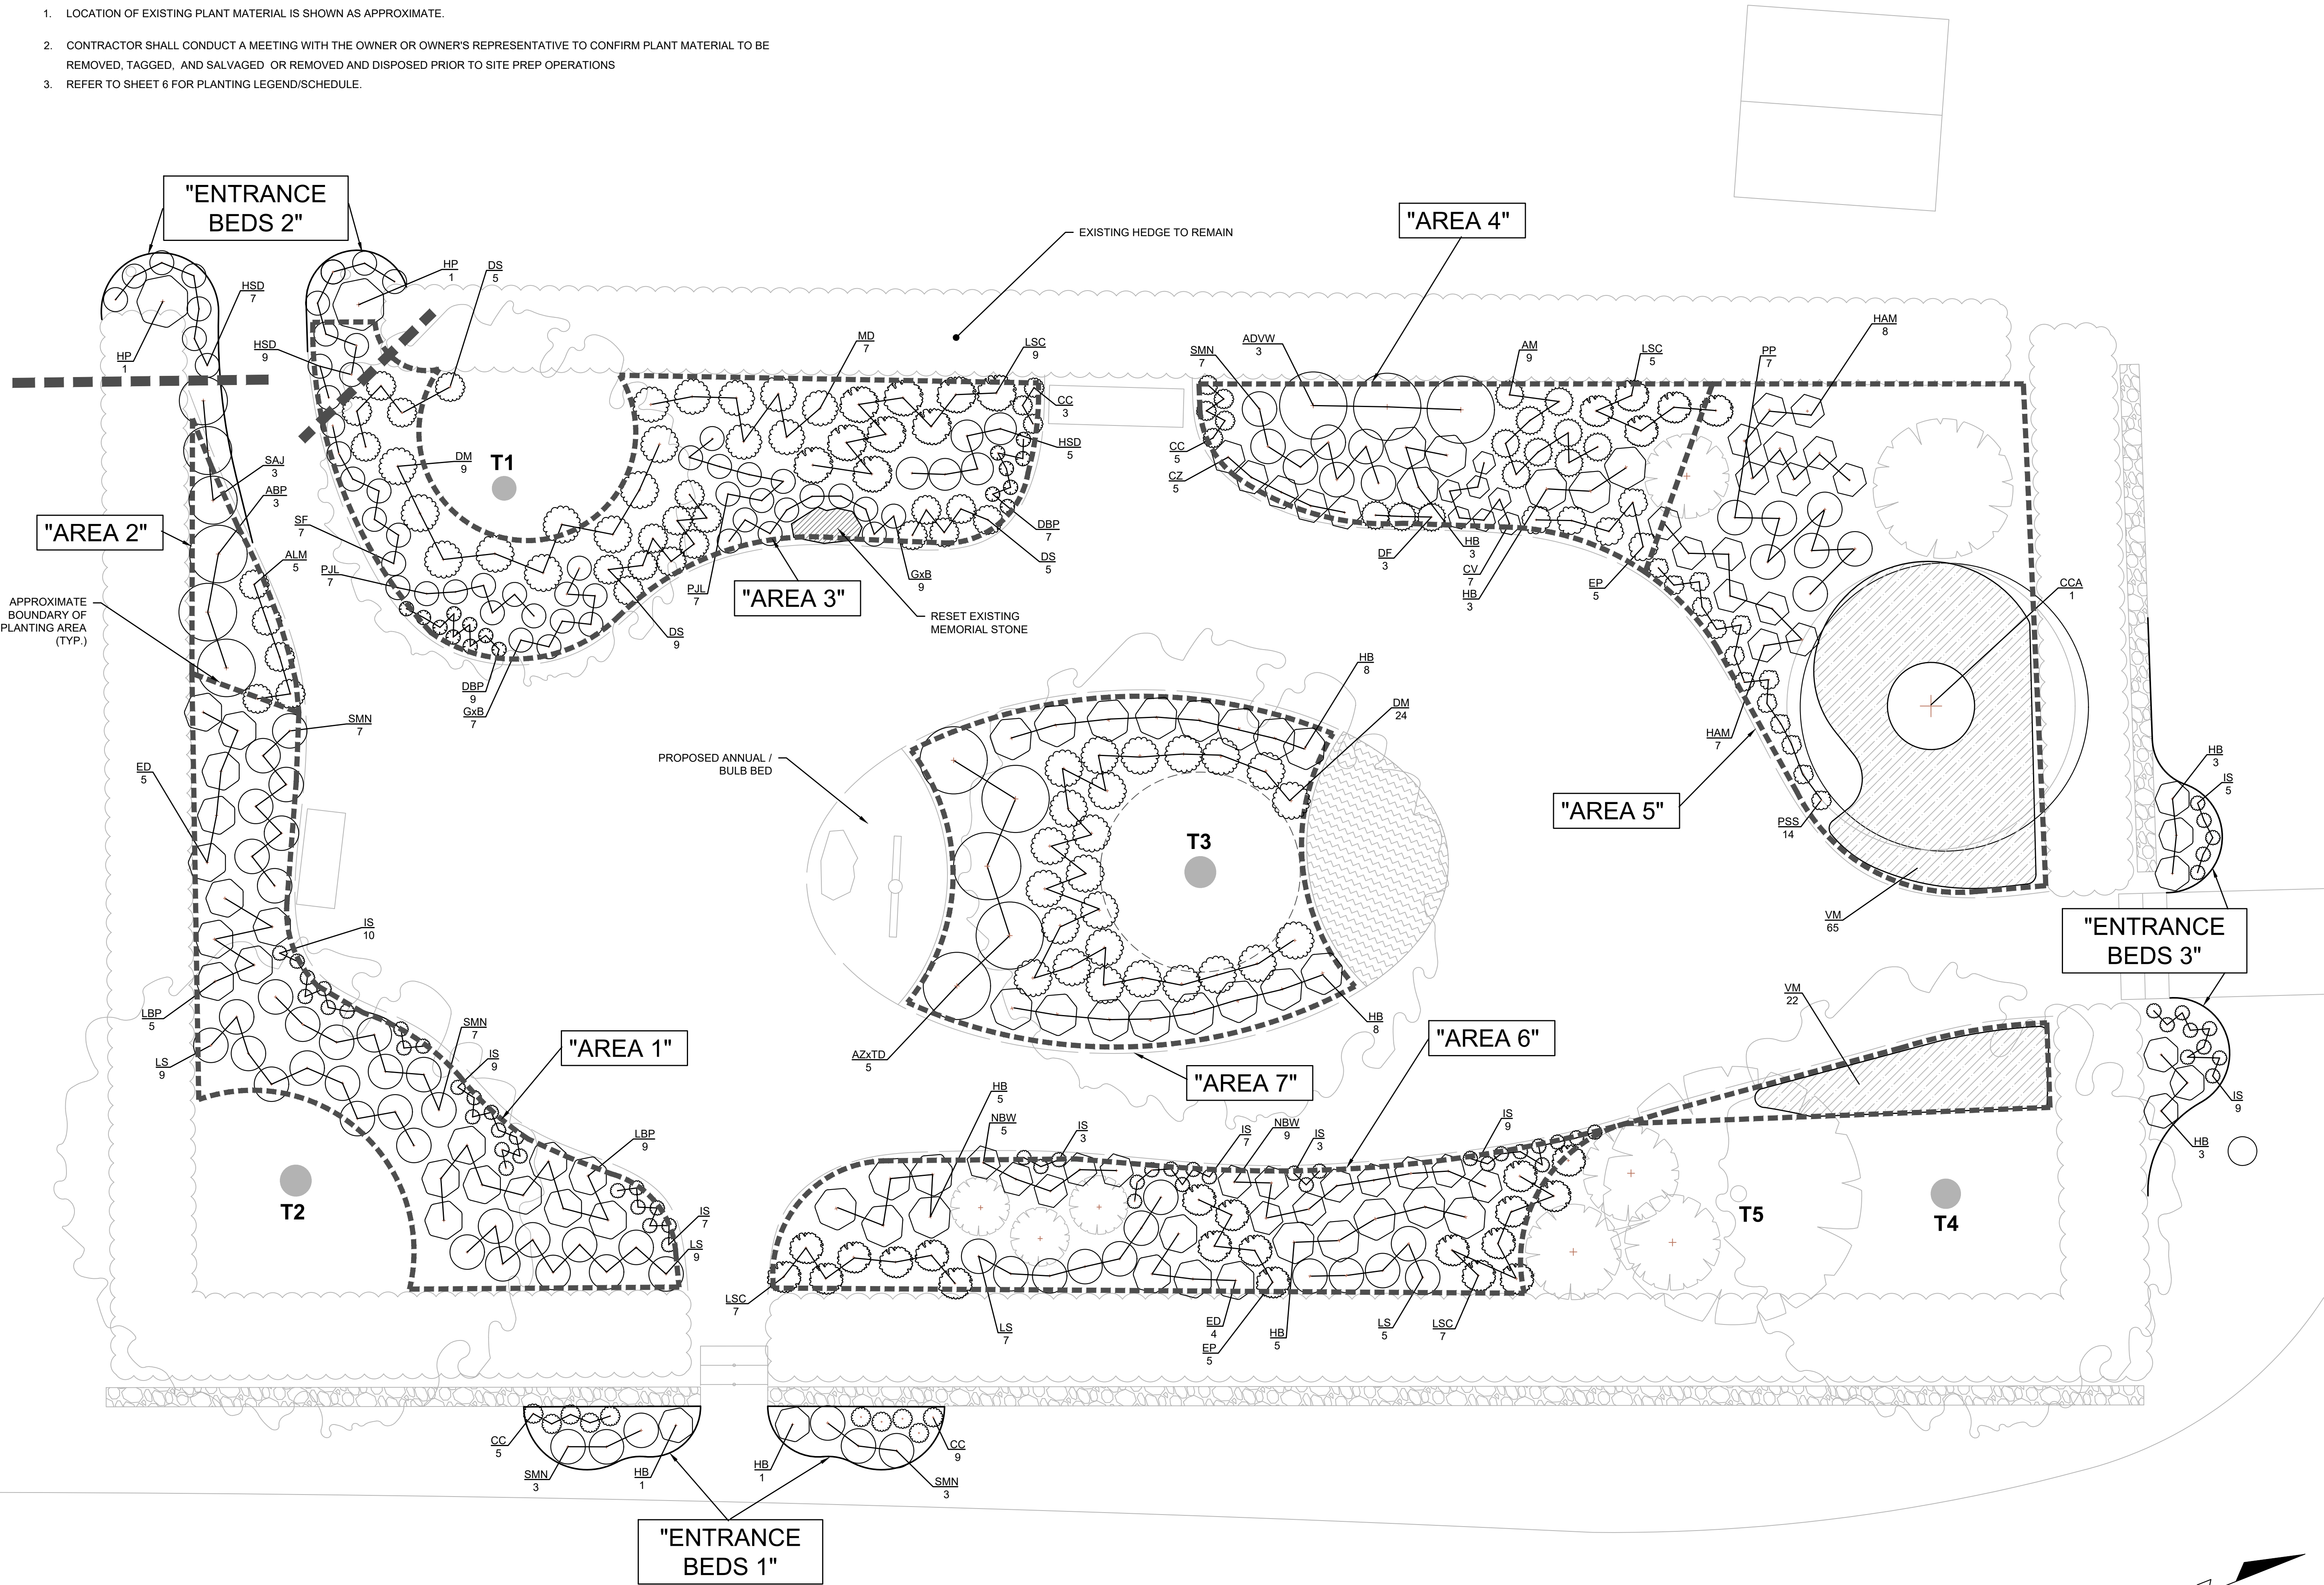 1. LOCATION OF EXISTING PLANT MATERIAL IS SHOWN AS APPROXIMATE.
2. CONTRACTOR SHALL CONDUCT A MEETING WITH THE OWNER OR OWNER'S REPRESENTATIVE TO CONFIRM PLANT MATERIAL TO BE
REMOVED, TAGGED, AND SALVAGED OR REMOVED AND DISPOSED PRIOR TO SITE PREP OPERATIONS
3. REFER TO SHEET 6 FOR PLANTING LEGEND/SCHEDULE.
"ENTRANCE
BEDS 2"
HP
1
HSD
7
HP
1
DS
5
HSD
9
EXISTING HEDGE TO REMAIN
"AREA 4"
MD
7
LSC
9
CC
3
HSD
5
SMN
7
ADVW
3
AM
9
LSC
5
PP
7
HAM
8
CC
5
CZ
5
DM
9
T1
SAJ
3
ABP
3
SF
7
"AREA 2"
ALM
5
PJL
7
PJL
7
"AREA 3"
GxB
9
DBP
7
DS
5
DF
3
HB
3
CV
7
HB
3
EP
5
CCA
1
APPROXIMATE
BOUNDARY OF
PLANTING AREA
(TYP.)
RESET EXISTING
MEMORIAL STONE
DS
9
DBP
9
GxB
7
HB
8
DM
24
SMN
7
ED
5
PROPOSED ANNUAL /
BULB BED
HAM
7
"AREA 5"
PSS
14
HB
3
IS
5
T3
VM
65
"ENTRANCE
BEDS 3"
IS
10
LBP
5
LS
9
SMN
7
IS
9
"AREA 1"
AZxTD
5
HB
8
"AREA 6"
"AREA 7"
VM
22
IS
9
HB
3
HB
5
NBW
5
IS
3
IS
7
NBW
9
IS
3
IS
9
LBP
9
T2
IS
7
LS
9
T5
T4
LSC
7
LS
7
ED
4
EP
5
HB
5
LS
5
LSC
7
CC
5
SMN
3
HB
1
HB
1
CC
9
SMN
3
"ENTRANCE
BEDS 1"